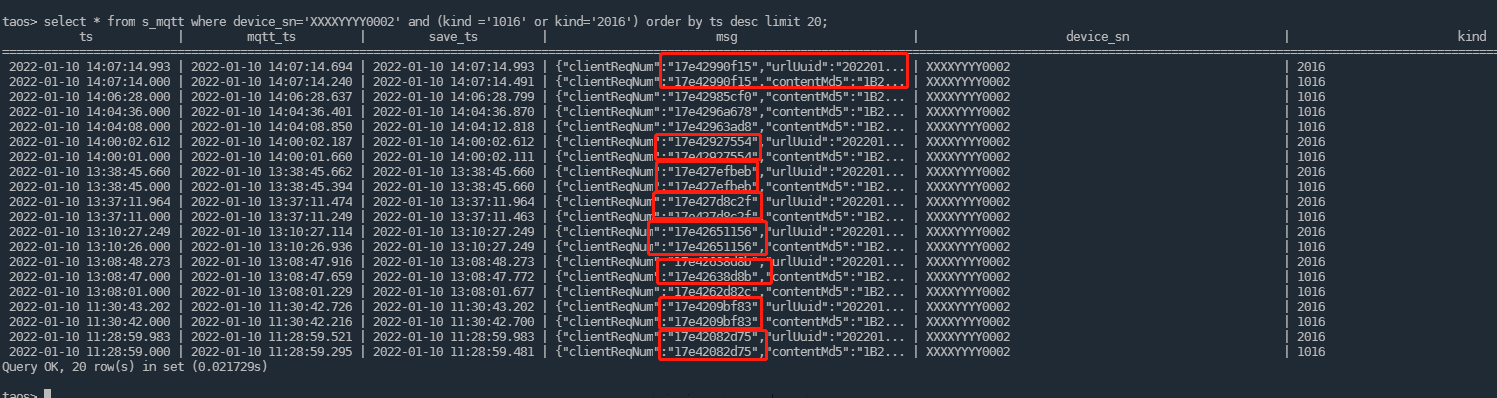 taos> select * from s_mqtt where device_sn='XXXXYYYY0002' and (kind ='1016' or kind='2016') order by ts desc limit 20;
ts | mqtt_ts | save_ts | msg | device_sn | kind
2022-01-10 14:07:14.993 | 2022-01-10 14:07:14.694 | 2022-01-10 14:07:14.993 | {"clientReqNum":"17e42990f15","urlUuid":"202201... | XXXXYYYY0002 | 2016
2022-01-10 14:07:14.000 | 2022-01-10 14:07:14.240 | 2022-01-10 14:07:14.491 | {"clientReqNum":"17e42990f15","contentMd5":"1B2... | XXXXYYYY0002 | 1016
2022-01-10 14:06:28.000 | 2022-01-10 14:06:28.637 | 2022-01-10 14:06:28.799 | {"clientReqNum":"17e42985cf0","contentMd5":"1B2... | XXXXYYYY0002 | 1016
2022-01-10 14:04:36.000 | 2022-01-10 14:04:36.401 | 2022-01-10 14:04:36.870 | {"clientReqNum":"17e4296a678","contentMd5":"1B2... | XXXXYYYY0002 | 1016
2022-01-10 14:04:08.000 | 2022-01-10 14:04:08.850 | 2022-01-10 14:04:12.818 | {"clientReqNum":"17e42963ad8","contentMd5":"1B2... | XXXXYYYY0002 | 1016
2022-01-10 14:00:02.612 | 2022-01-10 14:00:02.187 | 2022-01-10 14:00:02.612 | {"clientReqNum":"17e42927554","urlUuid":"202201... | XXXXYYYY0002 | 2016
2022-01-10 14:00:01.000 | 2022-01-10 14:00:01.660 | 2022-01-10 14:00:02.111 | {"clientReqNum":"17e42927554","contentMd5":"1B2... | XXXXYYYY0002 | 1016
2022-01-10 13:38:45.660 | 2022-01-10 13:38:45.662 | 2022-01-10 13:38:45.660 | {"clientReqNum":"17e427efbeb","urlUuid":"202201... | XXXXYYYY0002 | 2016
2022-01-10 13:38:45.000 | 2022-01-10 13:38:45.394 | 2022-01-10 13:38:45.660 | {"clientReqNum":"17e427efbeb","contentMd5":"1B2... | XXXXYYYY0002 | 1016
2022-01-10 13:37:11.964 | 2022-01-10 13:37:11.474 | 2022-01-10 13:37:11.964 | {"clientReqNum":"17e427d8c2f","urlUuid":"202201... | XXXXYYYY0002 | 2016
2022-01-10 13:37:11.000 | 2022-01-10 13:37:11.249 | 2022-01-10 13:37:11.463 | {"clientReqNum":"17e427d8c2f","contentMd5":"1B2... | XXXXYYYY0002 | 1016
2022-01-10 13:10:27.249 | 2022-01-10 13:10:27.114 | 2022-01-10 13:10:27.249 | {"clientReqNum":"17e42651156","urlUuid":"202201... | XXXXYYYY0002 | 2016
2022-01-10 13:10:26.000 | 2022-01-10 13:10:26.936 | 2022-01-10 13:10:27.249 | {"clientReqNum":"17e42651156","contentMd5":"1B2... | XXXXYYYY0002 | 1016
2022-01-10 13:08:48.273 | 2022-01-10 13:08:47.916 | 2022-01-10 13:08:48.273 | {"clientReqNum":"17e42638d8b","urlUuid":"202201... | XXXXYYYY0002 | 2016
2022-01-10 13:08:47.000 | 2022-01-10 13:08:47.659 | 2022-01-10 13:08:47.772 | {"clientReqNum":"17e42638d8b","contentMd5":"1B2... | XXXXYYYY0002 | 1016
2022-01-10 13:08:01.000 | 2022-01-10 13:08:01.229 | 2022-01-10 13:08:01.677 | {"clientReqNum":"17e4262d82c","contentMd5":"1B2... | XXXXYYYY0002 | 1016
2022-01-10 11:30:43.202 | 2022-01-10 11:30:42.726 | 2022-01-10 11:30:43.202 | {"clientReqNum":"17e4209bf83","urlUuid":"202201... | XXXXYYYY0002 | 2016
2022-01-10 11:30:42.000 | 2022-01-10 11:30:42.216 | 2022-01-10 11:30:42.700 | {"clientReqNum":"17e4209bf83","contentMd5":"1B2... | XXXXYYYY0002 | 1016
2022-01-10 11:28:59.983 | 2022-01-10 11:28:59.521 | 2022-01-10 11:28:59.983 | {"clientReqNum":"17e42082d75","urlUuid":"202201... | XXXXYYYY0002 | 2016
2022-01-10 11:28:59.000 | 2022-01-10 11:28:59.295 | 2022-01-10 11:28:59.481 | {"clientReqNum":"17e42082d75","contentMd5":"1B2... | XXXXYYYY0002 | 1016
Query OK, 20 row(s) in set (0.021729s)
taos>